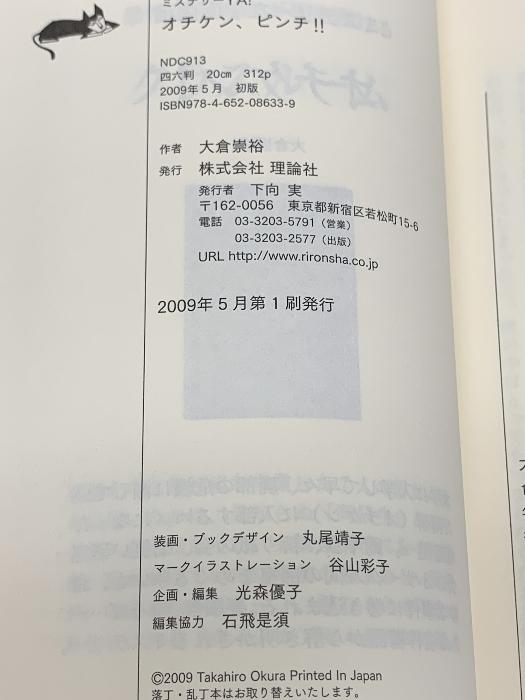 ミステリーYA!
オチケン、ピンチ!!
NDC913
四六判 20㎝ 312p
2009年5月 初版
ISBN978-4-652-08633-9
作者 大倉崇裕
発行 株式会社 理論社
発行者 下向 実
〒162-0056 東京都新宿区若松町15-6
電話 03-3203-5791（営業）
03-3203-2577（出版）
URL http://www.rironsha.co.jp
2009年5月第1刷発行
装画・ブックデザイン 丸尾靖子
マークイラストレーション 谷山彩子
企画・編集 光森優子
編集協力 石飛是須
©2009 Takahiro Okura Printed In Japan
落丁・乱丁本はお取り替えいたします。